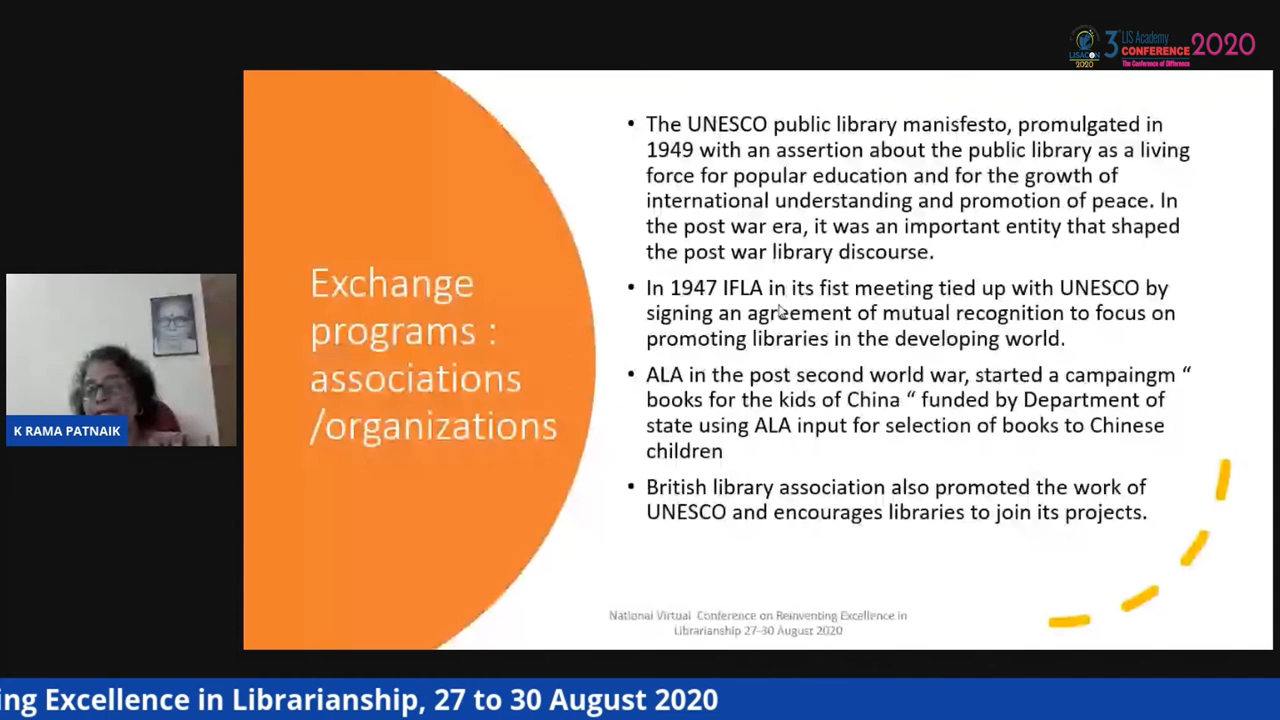 LISACON
2020
3rd LIS Academy
CONFERENCE 2020
The Conference of Difference
Exchange
programs :
associations
/organizations
• The UNESCO public library manisfesto, promulgated in
1949 with an assertion about the public library as a living
force for popular education and for the growth of
international understanding and promotion of peace. In
the post war era, it was an important entity that shaped
the post war library discourse.
• In 1947 IFLA in its fist meeting tied up with UNESCO by
signing an agreement of mutual recognition to focus on
promoting libraries in the developing world.
• ALA in the post second world war, started a campaingm “
books for the kids of China “ funded by Department of
state using ALA input for selection of books to Chinese
children
• British library association also promoted the work of
UNESCO and encourages libraries to join its projects.
K RAMA PATNAIK
National Virtual Conference on Reinventing Excellence in
Librarianship 27-30 August 2020
ing Excellence in Librarianship, 27 to 30 August 2020